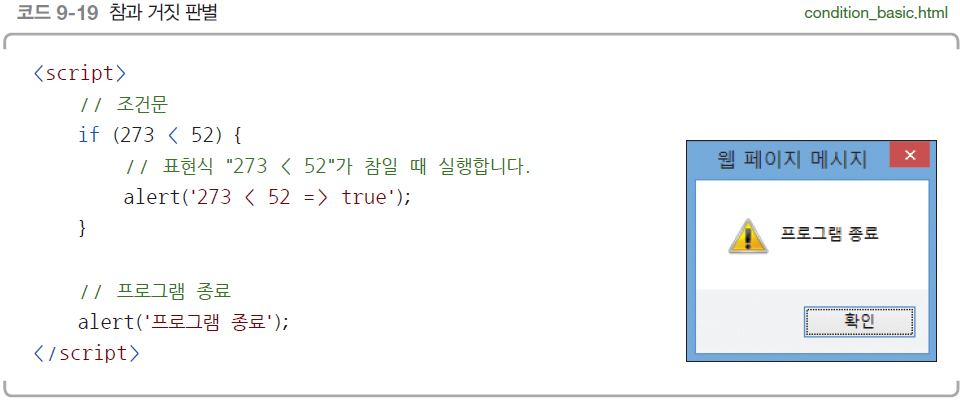 코드 9-19 참과 거짓 판별
condition_basic.html
<script>
// 조건문
if (273 < 52) {
// 표현식 "273 < 52"가 참일 때 실행합니다.
alert('273 < 52 => true');
}
// 프로그램 종료
alert('프로그램 종료');
</script>
웹 페이지 메시지
프로그램 종료
확인